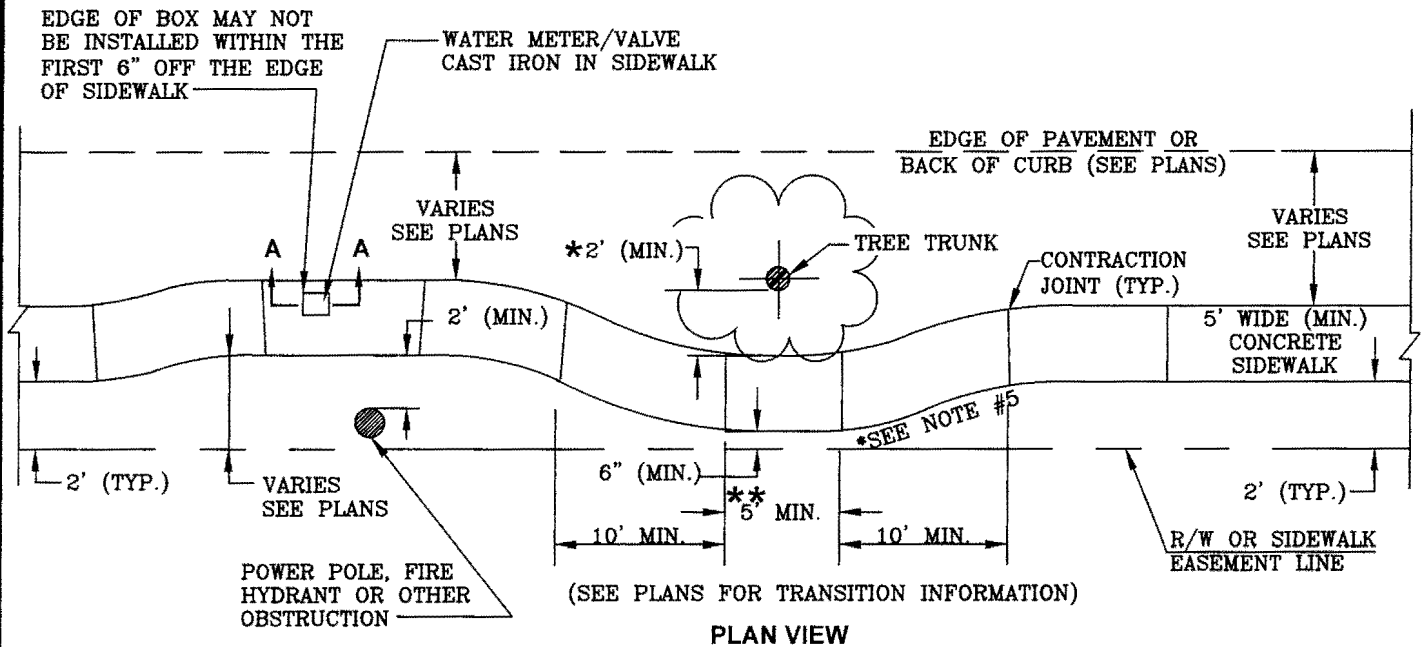 EDGE OF BOX MAY NOT
BE INSTALLED WITHIN THE
FIRST 6" OFF THE EDGE
OF SIDEWALK
WATER METER/VALVE
CAST IRON IN SIDEWALK
EDGE OF PAVEMENT OR
BACK OF CURB (SEE PLANS)
VARIES
SEE PLANS
A
A
*2' (MIN.)
TREE TRUNK
VARIES
SEE PLANS
CONTRACTION
JOINT (TYP.)
2' (MIN.)
5' WIDE (MIN.)
CONCRETE
SIDEWALK
*SEE NOTE #5
2' (TYP.)
VARIES
SEE PLANS
6" (MIN.)
**
5' MIN.
2' (TYP.)
10' MIN.
10' MIN.
R/W OR SIDEWALK
EASEMENT LINE
POWER POLE, FIRE
HYDRANT OR OTHER
OBSTRUCTION
(SEE PLANS FOR TRANSITION INFORMATION)
PLAN VIEW